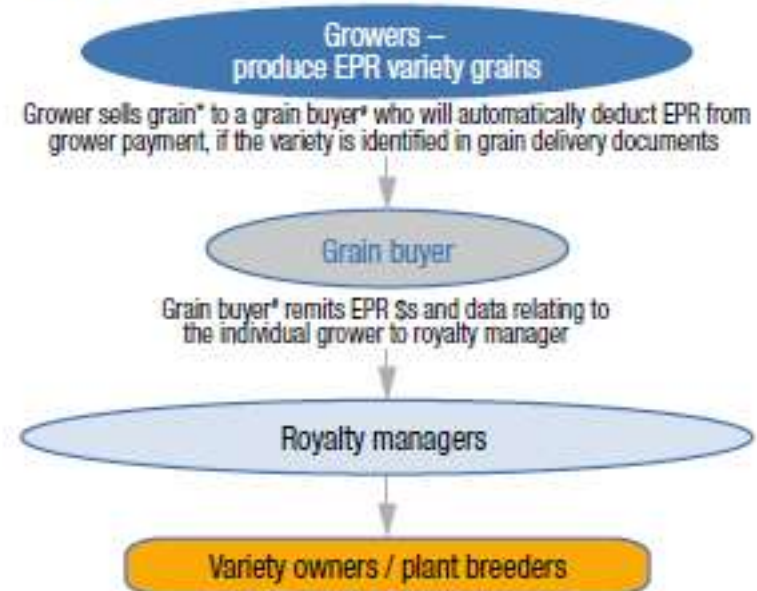 Growers –
produce EPR variety grains
Grower sells grain* to a grain buyer# who will automatically deduct EPR from
grower payment, if the variety is identified in grain delivery documents
Grain buyer
Grain buyer# remits EPR $s and data relating to
the individual grower to royalty manager
Royalty managers
Variety owners / plant breeders